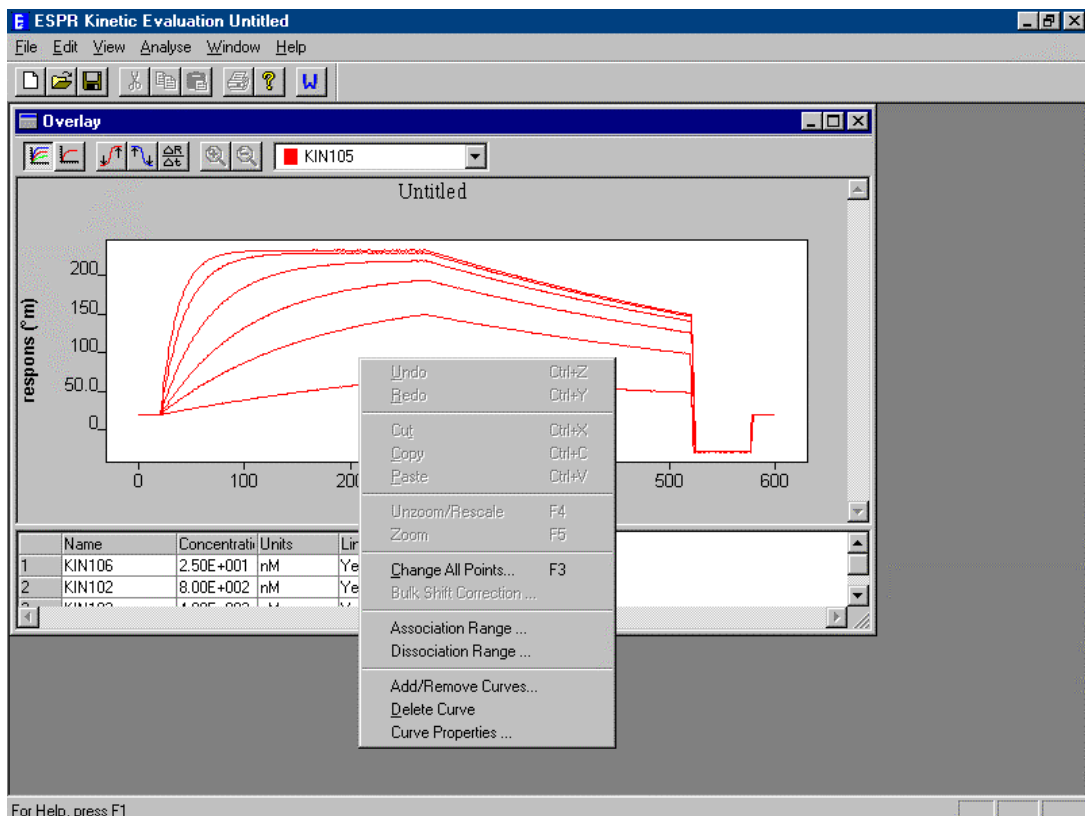 ESPR Kinetic Evaluation Untitled
File Edit View Analyse Window Help
Overlay
ΔR
Δt
KIN105
Untitled
respons (°m)
200
150
100
50.0
0
0 100 500 600
Undo Ctrl+Z
Redo Ctrl+Y
Cut Ctrl+X
Copy Ctrl+C
Paste Ctrl+V
Unzoom/Rescale F4
Zoom F5
Change All Points... F3
Bulk Shift Correction ...
Association Range ...
Dissociation Range ...
Add/Remove Curves...
Delete Curve
Curve Properties ...
Name Concentrati Units
1 KIN106 2.50E+001 nM Ye
2 KIN102 8.00E+002 nM Ye
For Help, press F1